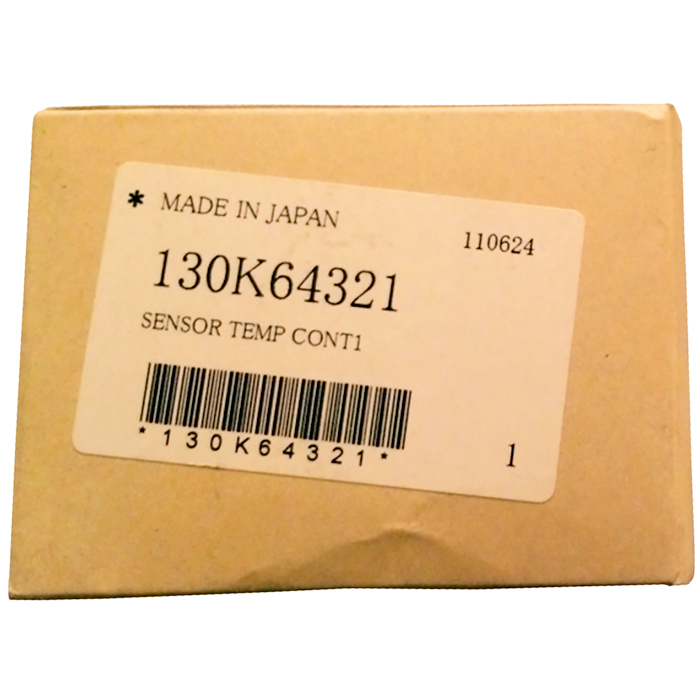 * MADE IN JAPAN
110624
130K64321
SENSOR TEMP CONT1
*130K64321*
1